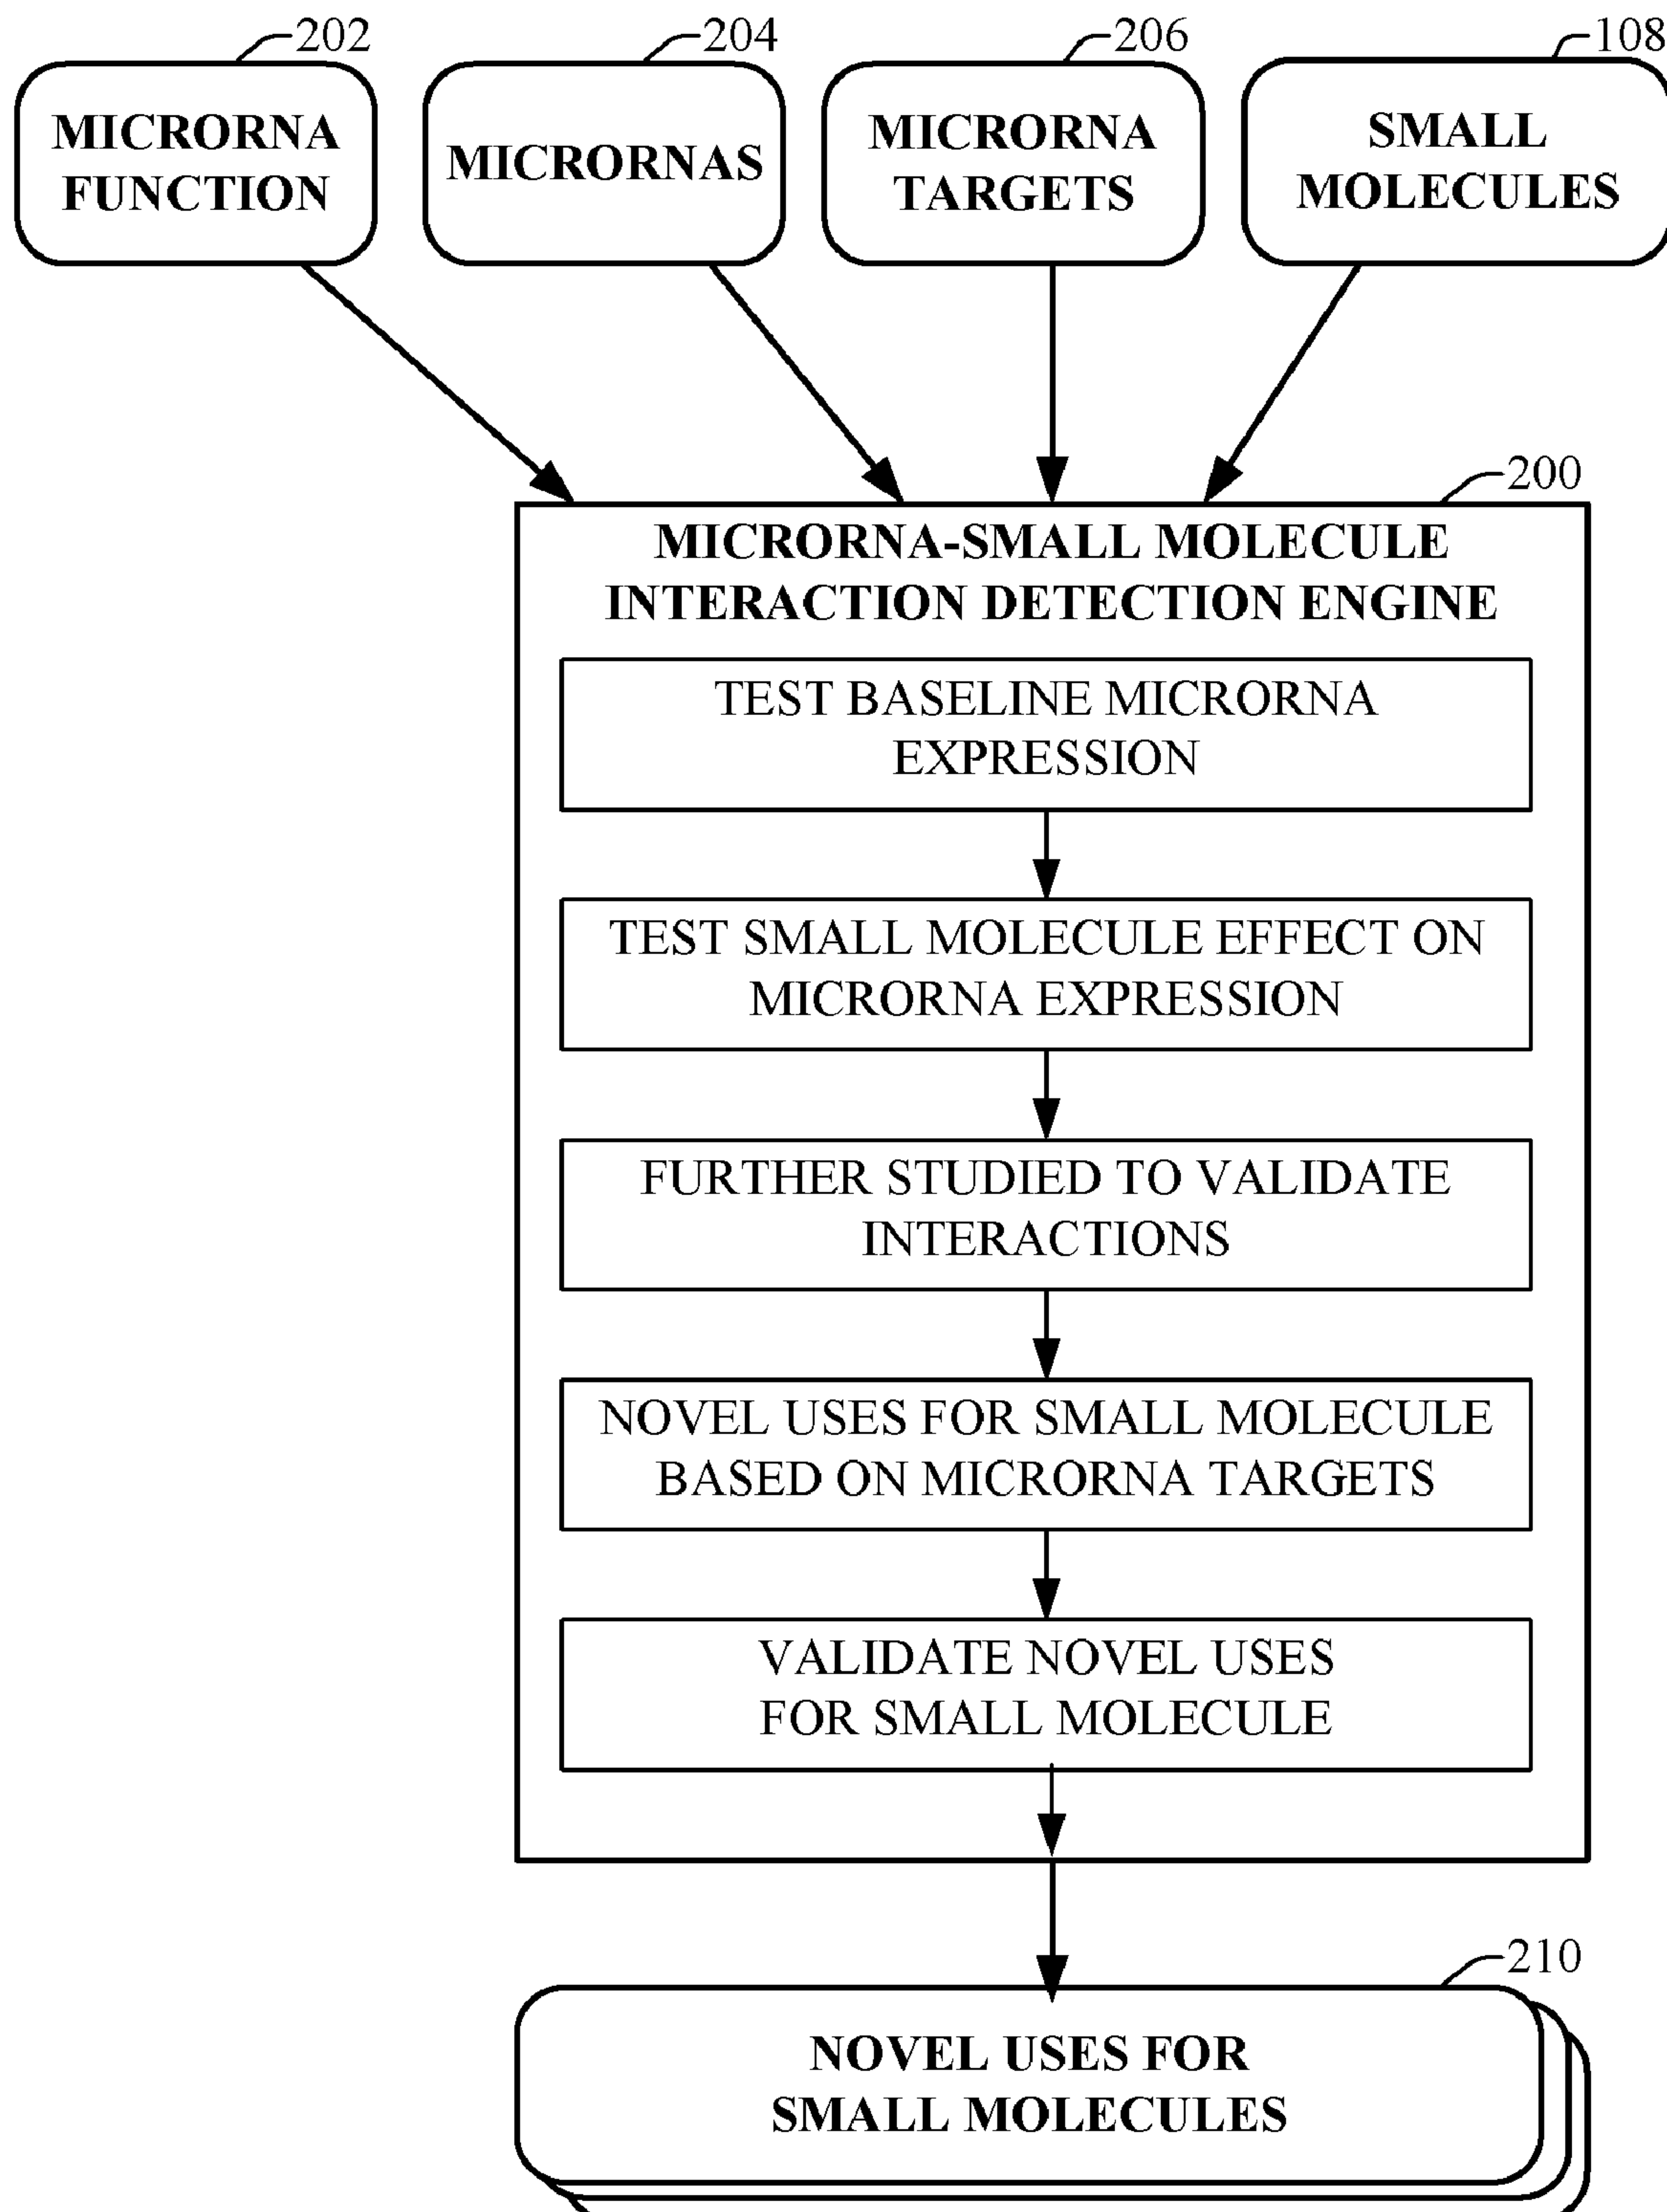 202
204
206
108
MICRORNA
FUNCTION
MICRORNAS
MICRORNA
TARGETS
SMALL
MOLECULES
200
MICRORNA-SMALL MOLECULE
INTERACTION DETECTION ENGINE
TEST BASELINE MICRORNA
EXPRESSION
TEST SMALL MOLECULE EFFECT ON
MICRORNA EXPRESSION
FURTHER STUDIED TO VALIDATE
INTERACTIONS
NOVEL USES FOR SMALL MOLECULE
BASED ON MICRORNA TARGETS
VALIDATE NOVEL USES
FOR SMALL MOLECULE
210
NOVEL USES FOR
SMALL MOLECULES